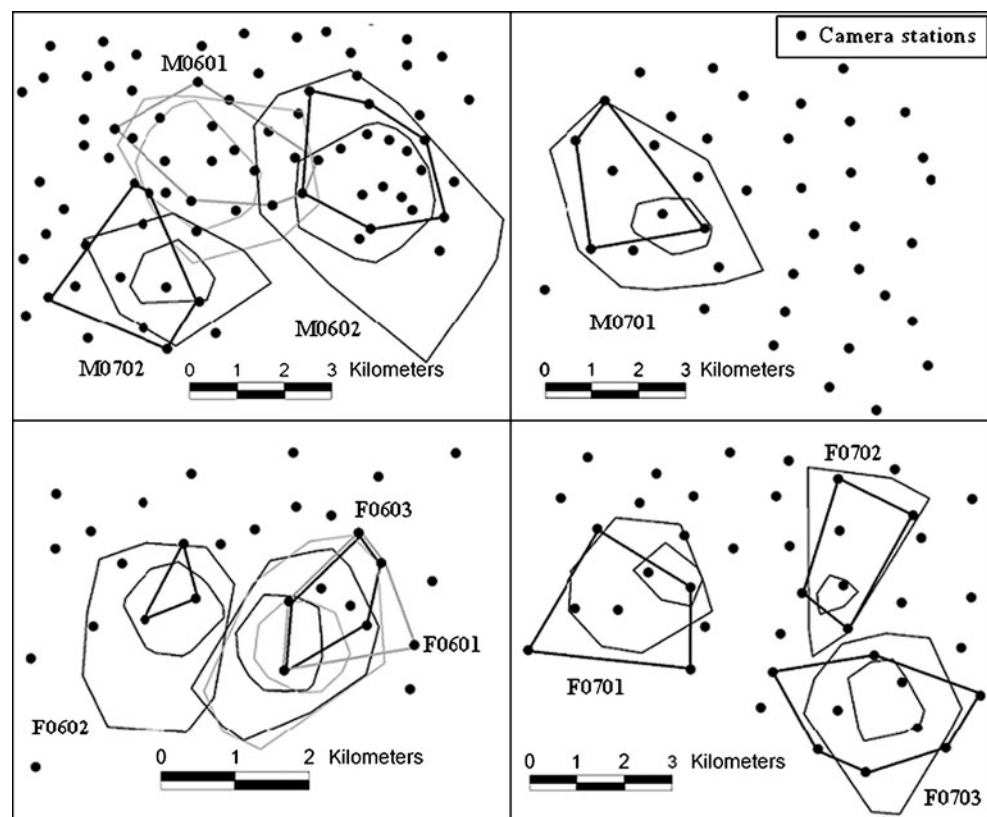 M0601
M0602
M0702
0 1 2 3 Kilometers
Camera stations
M0701
0 1 2 3 Kilometers
F0603
F0601
F0602
0 1 2 Kilometers
F0702
F0701
F0703
0 1 2 3 Kilometers